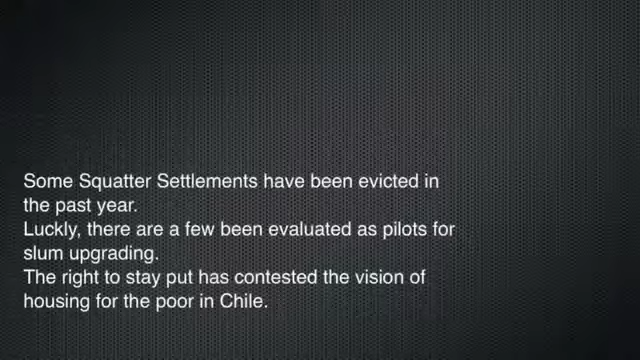 Some Squatter Settlements have been evicted in
the past year.
Luckly, there are a few been evaluated as pilots for
slum upgrading.
The right to stay put has contested the vision of
housing for the poor in Chile.